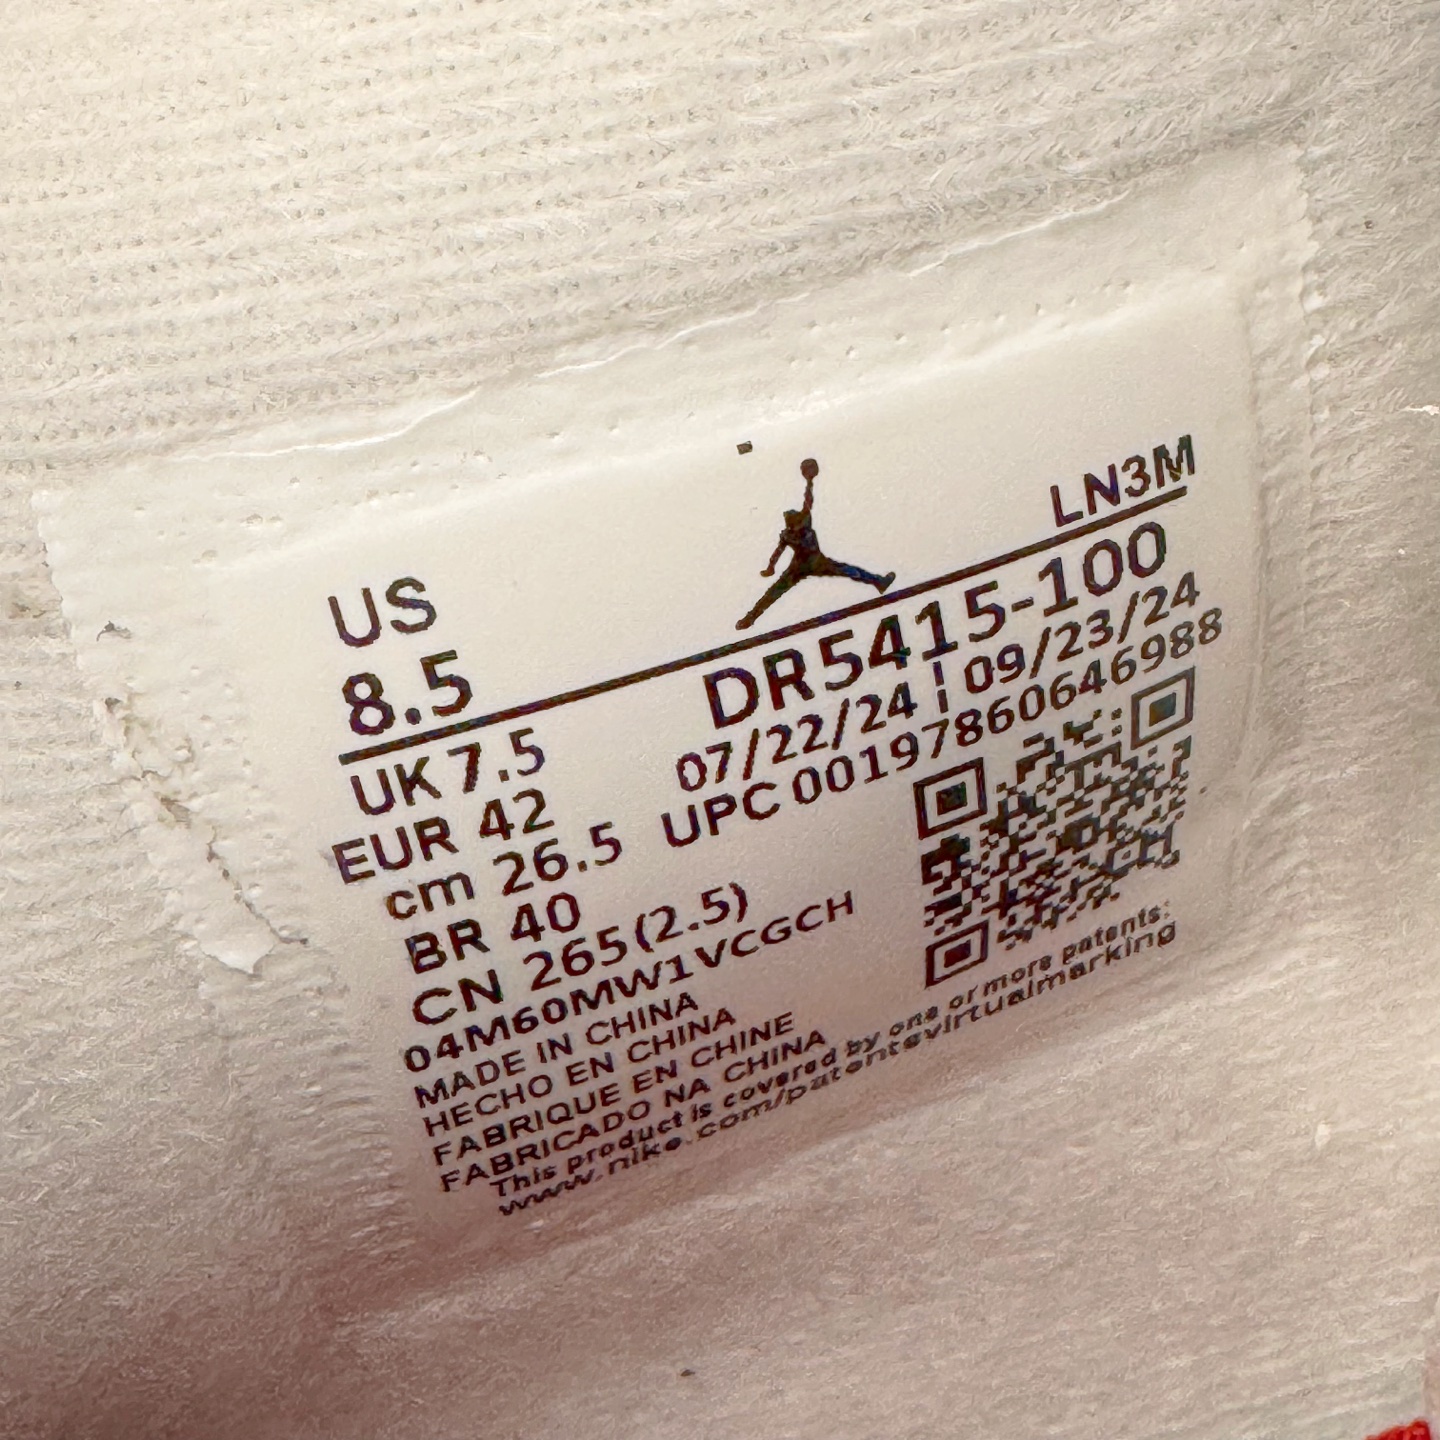 LN3M
US
8.5
DR5415-100
07/22/24 ¦ 09/23/24
UPC 00197860646988
UK 7.5
EUR 42
cm 26.5
BR 40
CN 265(2.5)
04M60MW1VCGCH
MADE IN CHINA
HECHO EN CHINA
FABRIQUE EN CHINE
FABRICADO NA CHINA
This product is covered by one or more patents:
www.nike.com/patentsvirtualmarking